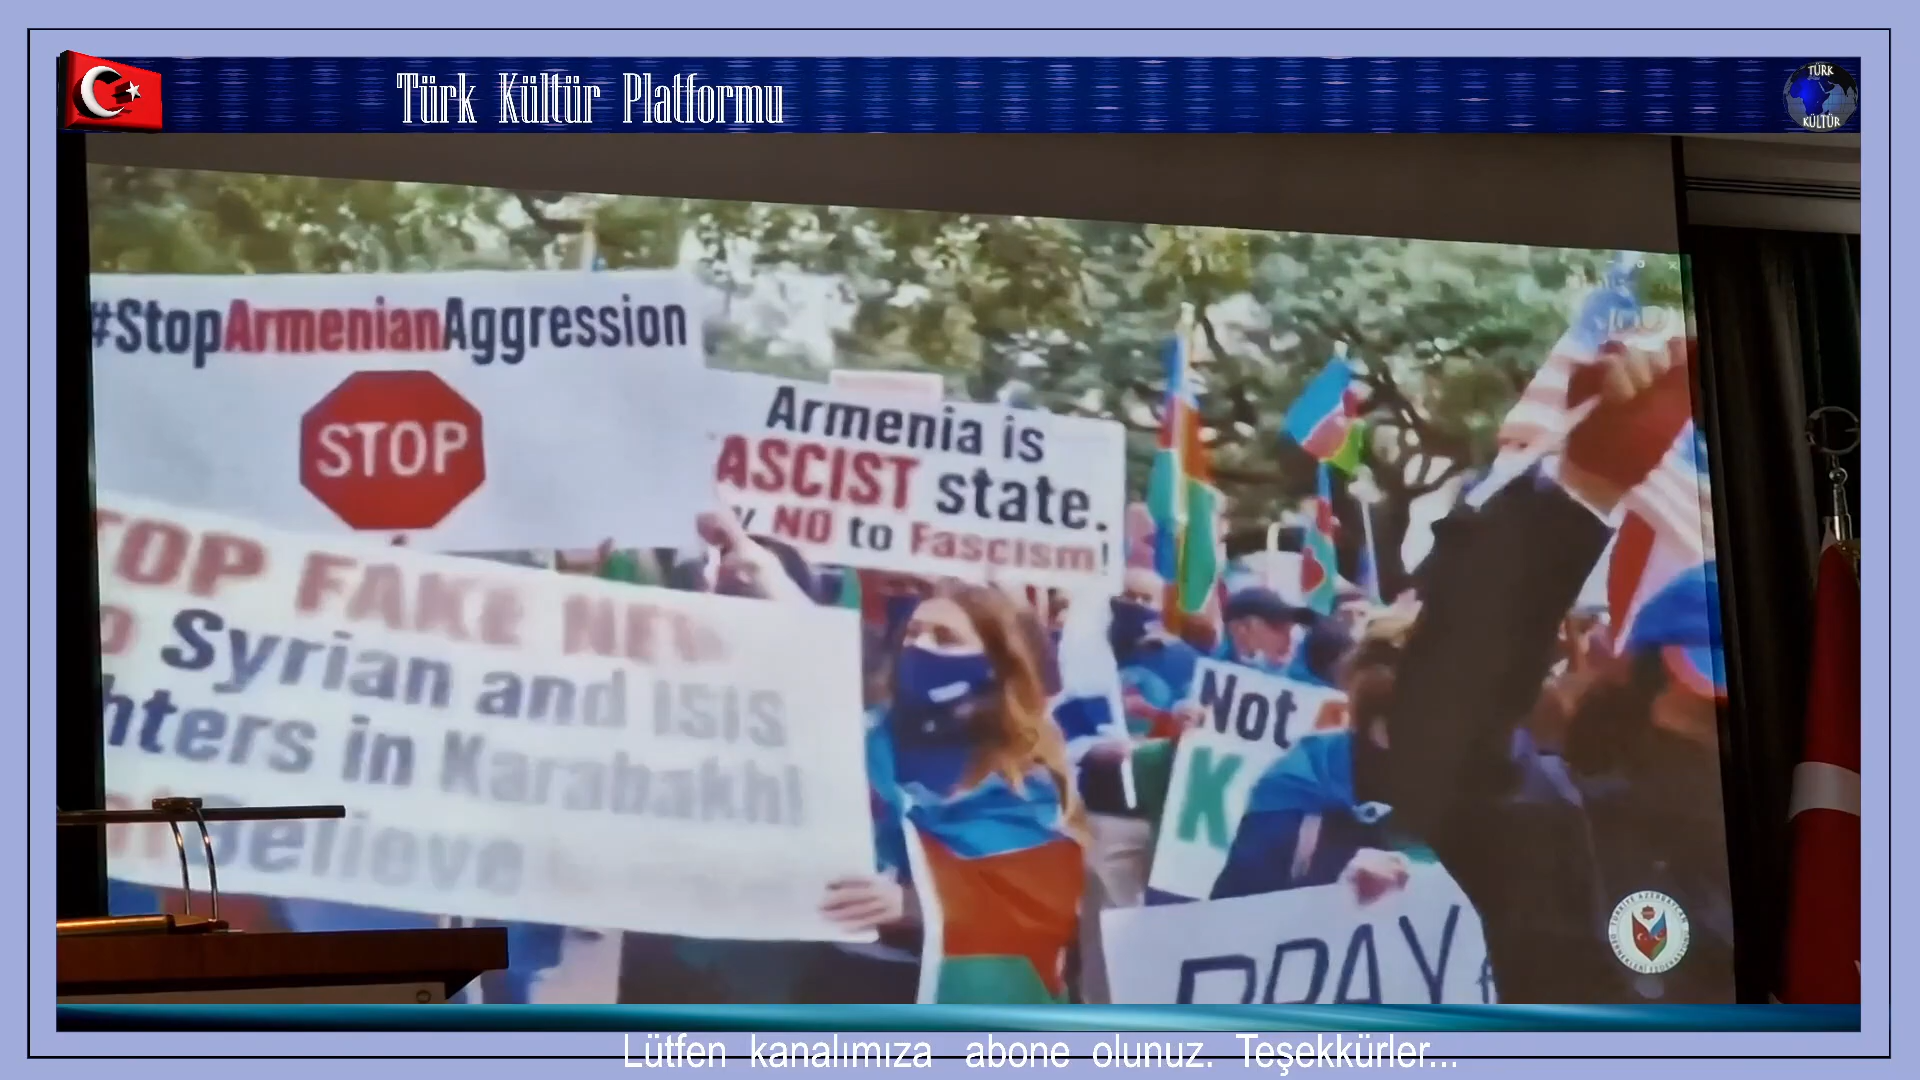 Türk Kültür Platformu
TÜRK
KÜLTÜR
#StopArmenianAggression
STOP
Armenia is
ASCIST state.
NO to Fascism!
TOP FAKE NEW
Syrian and ISIS
hters in Karabakh!
Believe
Not
K
PRAY
Lütfen kanalımıza abone olunuz. Teşekkürler...